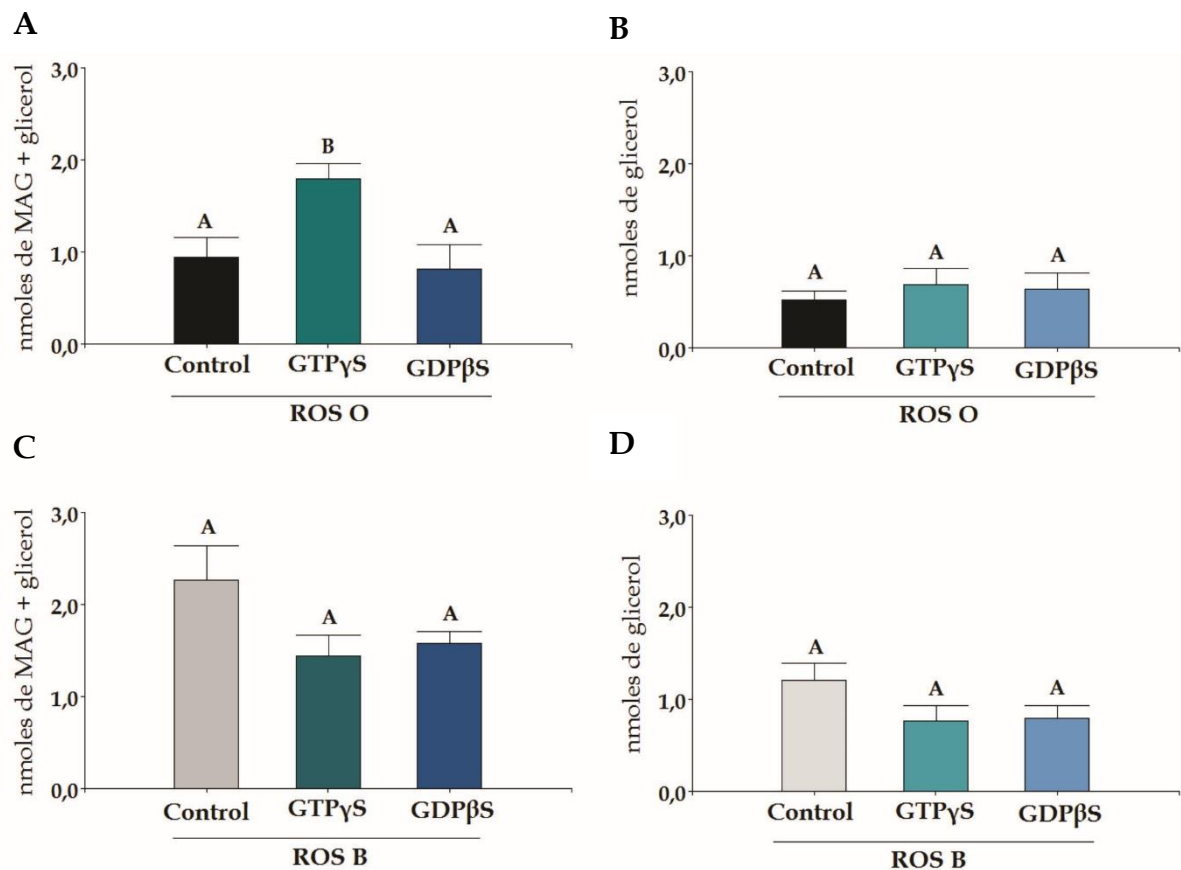 A
nmoles de MAG + glicerol
3,0
2,0
1,0
0,0
A
B
A
Control
GTPγS
GDPβS
ROS O
B
nmoles de glicerol
3,0
2,0
1,0
0,0
A
A
A
Control
GTPγS
GDPβS
ROS O
C
nmoles de MAG + glicerol
3,0
2,0
1,0
0,0
A
A
A
Control
GTPγS
GDPβS
ROS B
D
nmoles de glicerol
3,0
2,0
1,0
0,0
A
A
A
Control
GTPγS
GDPβS
ROS B